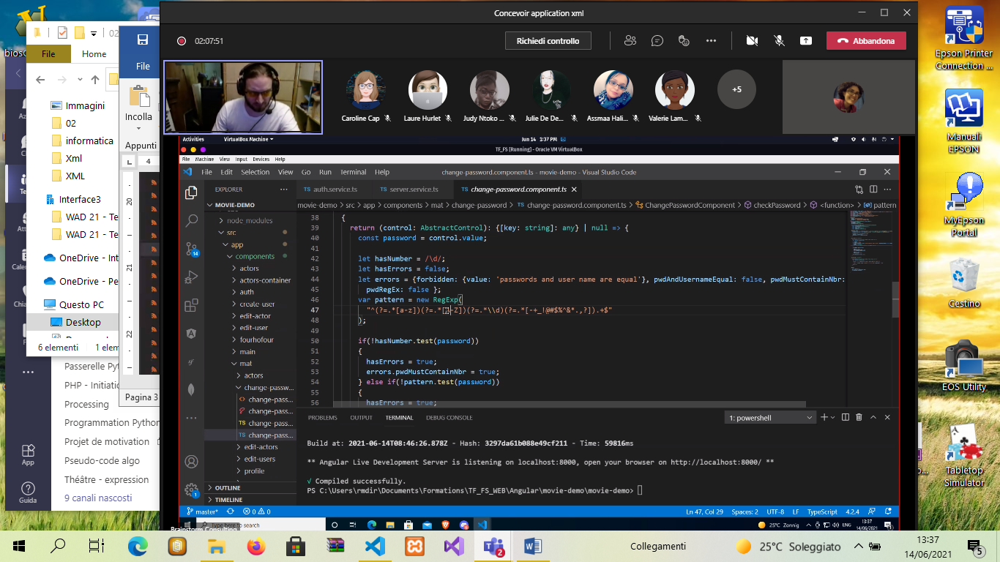 Concevoir application xml
02:07:51
Richiedi controllo
Abbandona
Caroline Cap
Laure Hurlet
Judy Ntoko ...
Julie De De...
Assmaa Hali...
Valerie Lam...
+5
File
Home
02
File
Incolla
Appunti
L
4
20
21
22
Immagini
02
informatica
Xml
XML
Interface3
WAD 21 - Te
WAD 21 - Te
OneDrive - Int
OneDrive - Pe
Questo PC
Desktop
6 elementi
1 elem
Pagina 3
Passerelle Pyt
PHP - Initiatio
Processing
Programmation Python
Projet de motivation
Pseudo-code algo
Théâtre - expression
9 canali nascosti
App
Guida
Activities
VirtualBox Machine
Jun 14 1:37 PM
TF_FS [Running] - Oracle VM VirtualBox
File Machine View Input Devices Help
File Edit Selection View Go Run Terminal Help
change-password.component.ts - movie-demo - Visual Studio Code
EXPLORER
TS auth.service.ts
TS server.service.ts
TS change-password.component.ts
MOVIE-DEMO
movie-demo > src > app > components > mat > change-password > TS change-password.component.ts > ChangePasswordComponent > checkPassword > <function> > pattern
node_modules
src
app
components
actors
actors-container
auth
create-user
edit-actor
edit-user
fourhofour
main
mat
actors
change-passw...
change-pass...
change-pass...
TS change-pass...
TS change-pass...
edit-actors
edit-users
profile
OUTLINE
TIMELINE
14
1
38 {
39 return (control: AbstractControl): {[key: string]: any} | null => {
40 const password = control.value;
41
42 let hasNumber = /\d/;
43 let hasErrors = false;
44 let errors = {forbidden: {value: 'passwords and user name are equal'}, pwdAndUsernameEqual: false, pwdMustContainNbr:
45 pwdRegEx: false };
46 var pattern = new RegExp(
47 "^(?=.*[a-z])(?=.*[A-Z])(?=.*\\d)(?=.*[-+_!@#$%^&*.,?]).+$"
48 );
49
50 if(!hasNumber.test(password))
51 {
52 hasErrors = true;
53 errors.pwdMustContainNbr = true;
54 } else if(!pattern.test(password))
55 {
56 hasErrors = true;
PROBLEMS OUTPUT TERMINAL DEBUG CONSOLE
1: powershell
Build at: 2021-06-14T08:46:26.878Z - Hash: 3297da61b088e49cf211 - Time: 59816ms
** Angular Live Development Server is listening on localhost:8000, open your browser on http://localhost:8000/ **
√ Compiled successfully.
PS C:\Users\rmdir\Documents\Formations\TF_FS_WEB\Angular\movie-demo\movie-demo>
master*
0 0
Ln 47, Col 29 Spaces: 2 UTF-8 LF TypeScript 4.2.4
Type here to search
25°C Zonnig
ENG
13:37
14/06/2021
Brainstorm Consulting
Epson Printer
Connection ...
Manuali
EPSON
MyEpson
Portal
Cestino
EOS Utility
Tabletop
Simulator
2
Collegamenti
25°C Soleggiato
13:37
14/06/2021
5